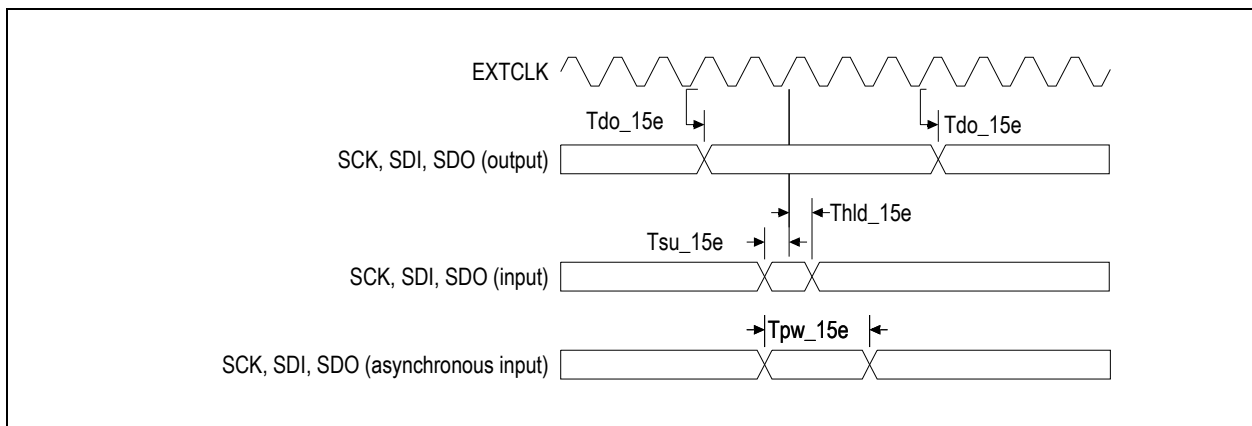 EXTCLK
Tdo_15e
Tdo_15e
SCK, SDI, SDO (output)
Thld_15e
Tsu_15e
SCK, SDI, SDO (input)
Tpw_15e
SCK, SDI, SDO (asynchronous input)